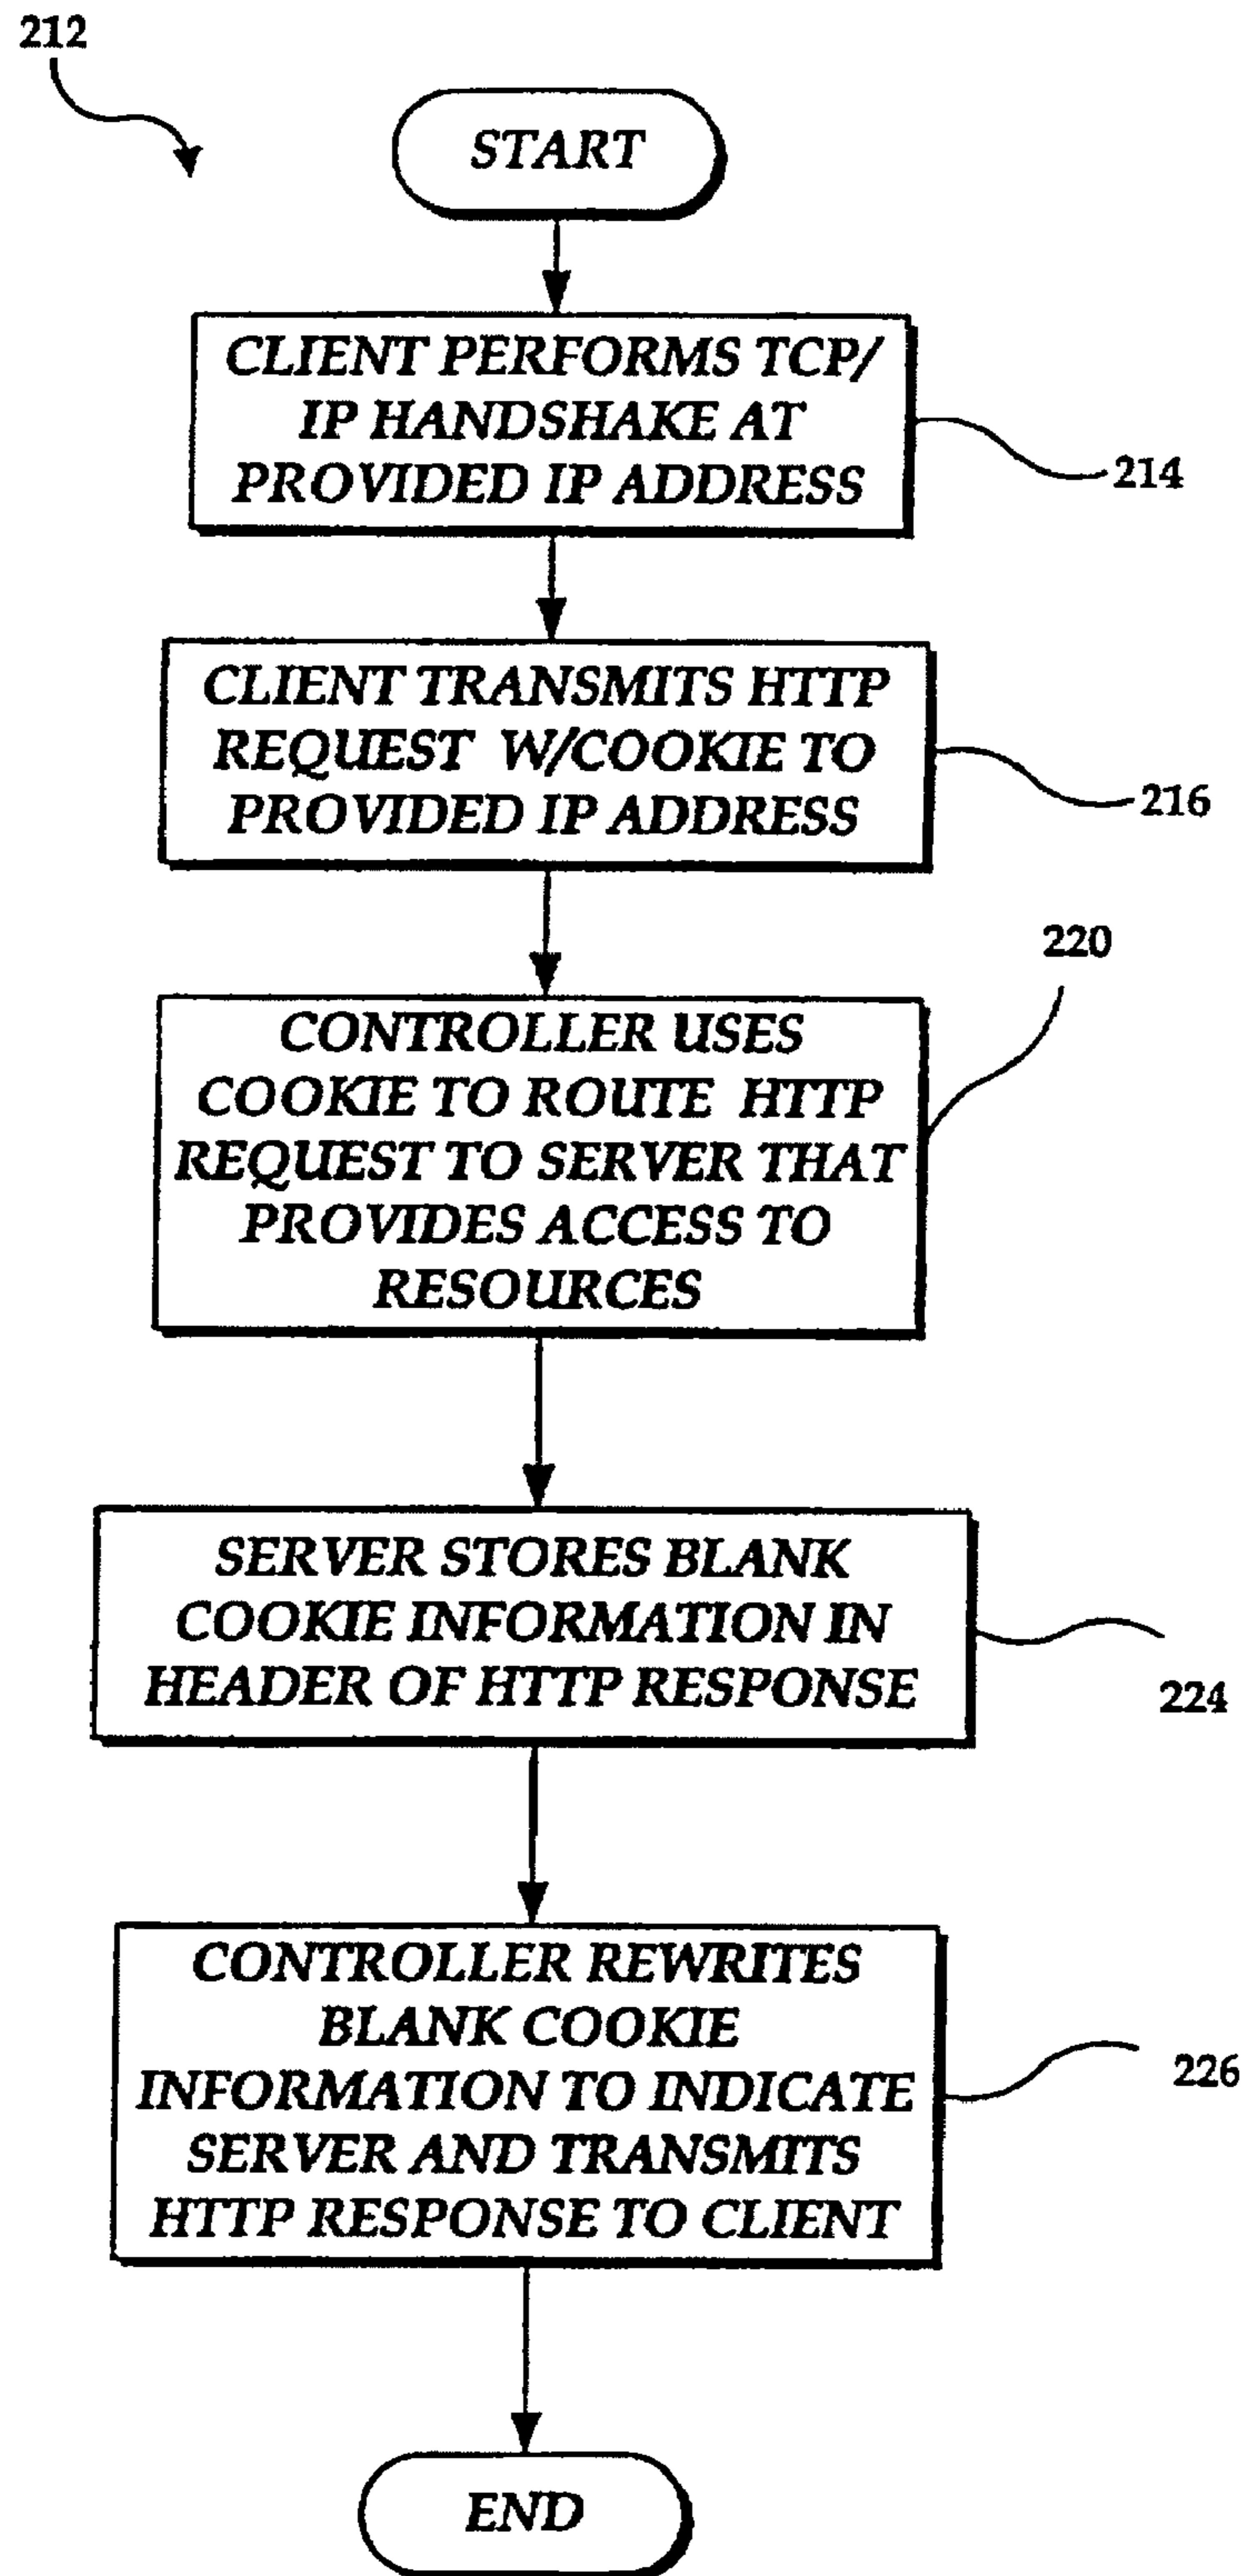 212
START
CLIENT PERFORMS TCP/
IP HANDSHAKE AT
PROVIDED IP ADDRESS
214
CLIENT TRANSMITS HTTP
REQUEST W/COOKIE TO
PROVIDED IP ADDRESS
216
220
CONTROLLER USES
COOKIE TO ROUTE HTTP
REQUEST TO SERVER THAT
PROVIDES ACCESS TO
RESOURCES
SERVER STORES BLANK
COOKIE INFORMATION IN
HEADER OF HTTP RESPONSE
224
CONTROLLER REWRITES
BLANK COOKIE
INFORMATION TO INDICATE
SERVER AND TRANSMITS
HTTP RESPONSE TO CLIENT
226
END